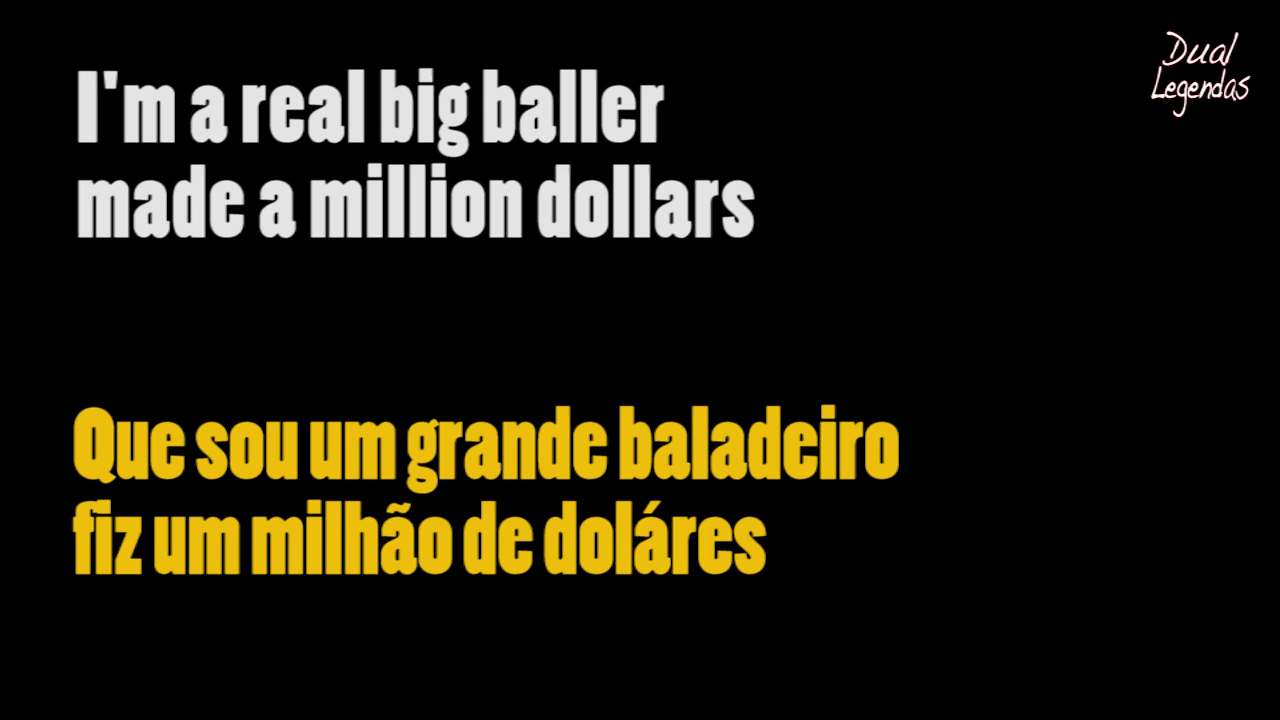 I'm a real big baller
made a million dollars
Que sou um grande baladeiro
fiz um milhão de doláres
Dual
Legendas